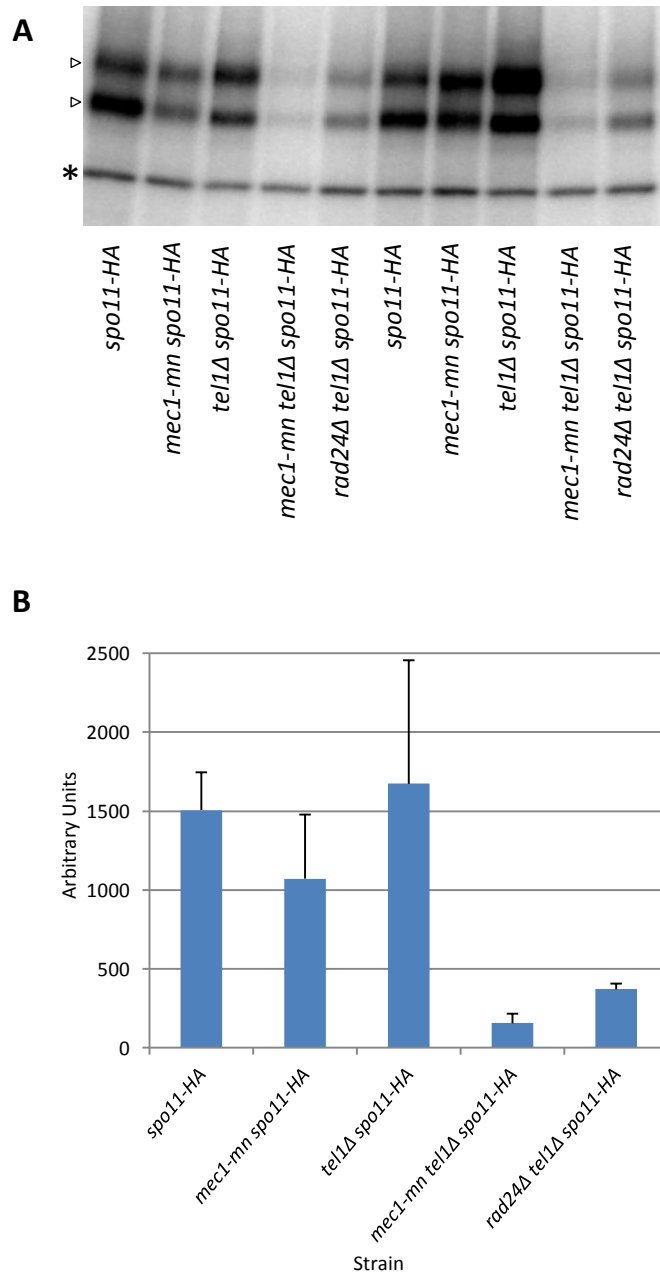 A
▹
▹
*
spo11-HA
mec1-mn spo11-HA
tel1Δ spo11-HA
mec1-mn tel1Δ spo11-HA
rad24Δ tel1Δ spo11-HA
spo11-HA
mec1-mn spo11-HA
tel1Δ spo11-HA
mec1-mn tel1Δ spo11-HA
rad24Δ tel1Δ spo11-HA
B
2500
2000
1500
1000
500
0
Arbitrary Units
spo11-HA
mec1-mn spo11-HA
tel1Δ spo11-HA
mec1-mn tel1Δ spo11-HA
rad24Δ tel1Δ spo11-HA
Strain